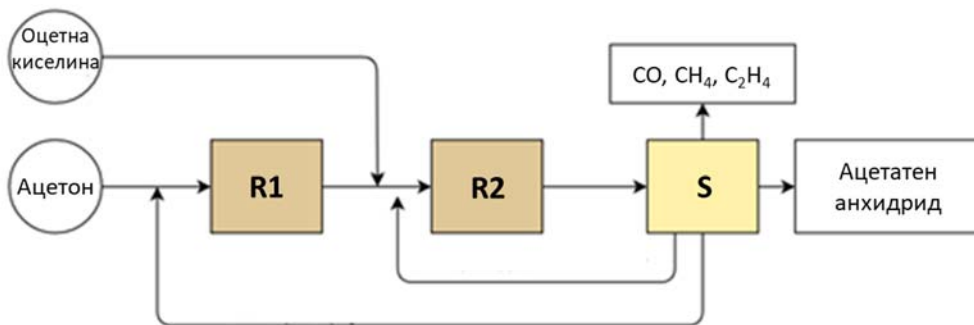 Оцетна
киселина
CO, CH₄, C₂H₄
Ацетон
R1
R2
S
Ацетатен
анхидрид